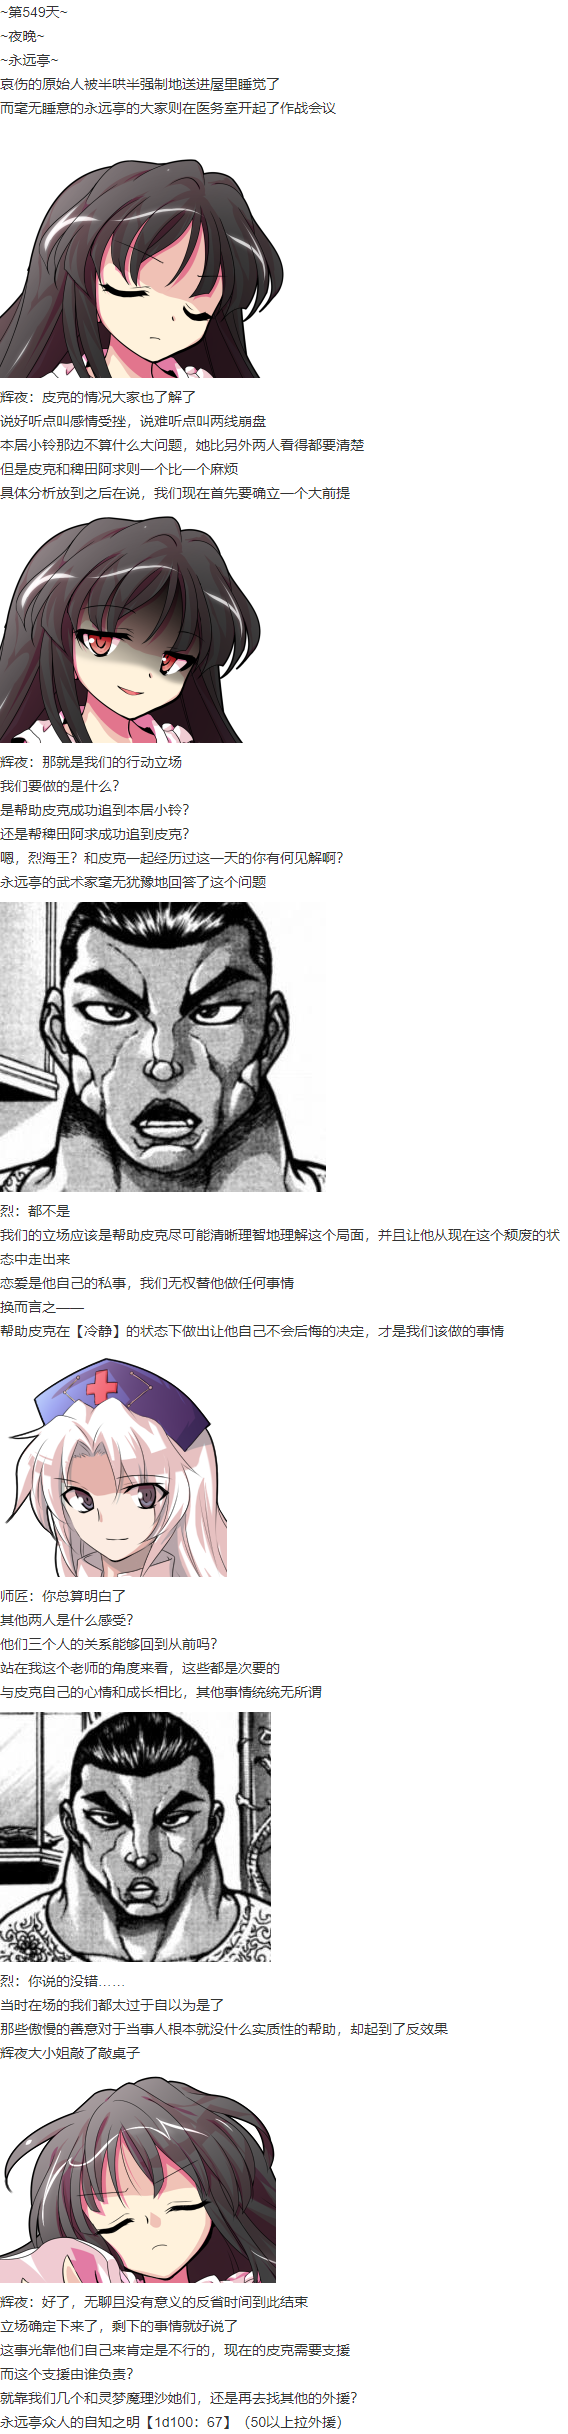 ~第549天~
~夜晚~
~永远亭~
哀伤的原始人被半哄半强制地送进屋里睡觉了
而毫无睡意的永远亭的大家则在医务室开起了作战会议
辉夜：皮克的情况大家也了解了
说好听点叫感情受挫，说难听点叫两线崩盘
本居小铃那边不算什么大问题，她比另外两人看得都要清楚
但是皮克和稗田阿求则一个比一个麻烦
具体分析放到之后在说，我们现在首先要确立一个大前提
辉夜：那就是我们的行动立场
我们要做的是什么？
是帮助皮克成功追到本居小铃？
还是帮稗田阿求成功追到皮克？
嗯，烈海王？和皮克一起经历过这一天的你有何见解啊？
永远亭的武术家毫无犹豫地回答了这个问题
烈：都不是
我们的立场应该是帮助皮克尽可能清晰理智地理解这个局面，并且让他从现在这个颓废的状
态中走出来
恋爱是他自己的私事，我们无权替他做任何事情
换而言之——
帮助皮克在【冷静】的状态下做出让他自己不会后悔的决定，才是我们该做的事情
师匠：你总算明白了
其他两人是什么感受？
他们三个人的关系能够回到从前吗？
站在我这个老师的角度来看，这些都是次要的
与皮克自己的心情和成长相比，其他事情统统无所谓
烈：你说的没错……
当时在场的我们都太过于自以为是了
那些傲慢的善意对于当事人根本就没什么实质性的帮助，却起到了反效果
辉夜大小姐敲了敲桌子
辉夜：好了，无聊且没有意义的反省时间到此结束
立场确定下来了，剩下的事情就好说了
这事光靠他们自己来肯定是不行的，现在的皮克需要支援
而这个支援由谁负责？
就靠我们几个和灵梦魔理沙她们，还是再去找其他的外援？
永远亭众人的自知之明【1d100：67】（50以上拉外援）